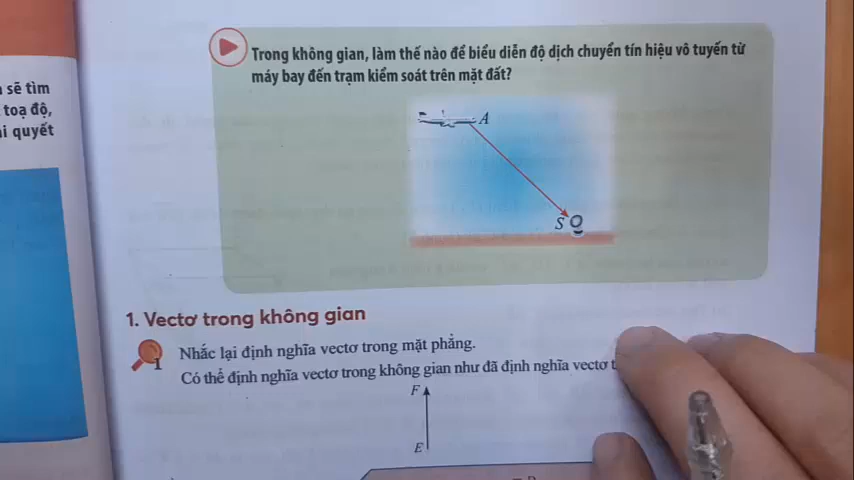 sẽ tìm
toạ độ,
quyết
Trong không gian, làm thế nào để biểu diễn độ dịch chuyển tín hiệu vô tuyến từ
máy bay đến trạm kiểm soát trên mặt đất?
A
S
1. Vectơ trong không gian
1 Nhắc lại định nghĩa vectơ trong mặt phẳng.
Có thể định nghĩa vectơ trong không gian như đã định nghĩa vectơ t
F
E